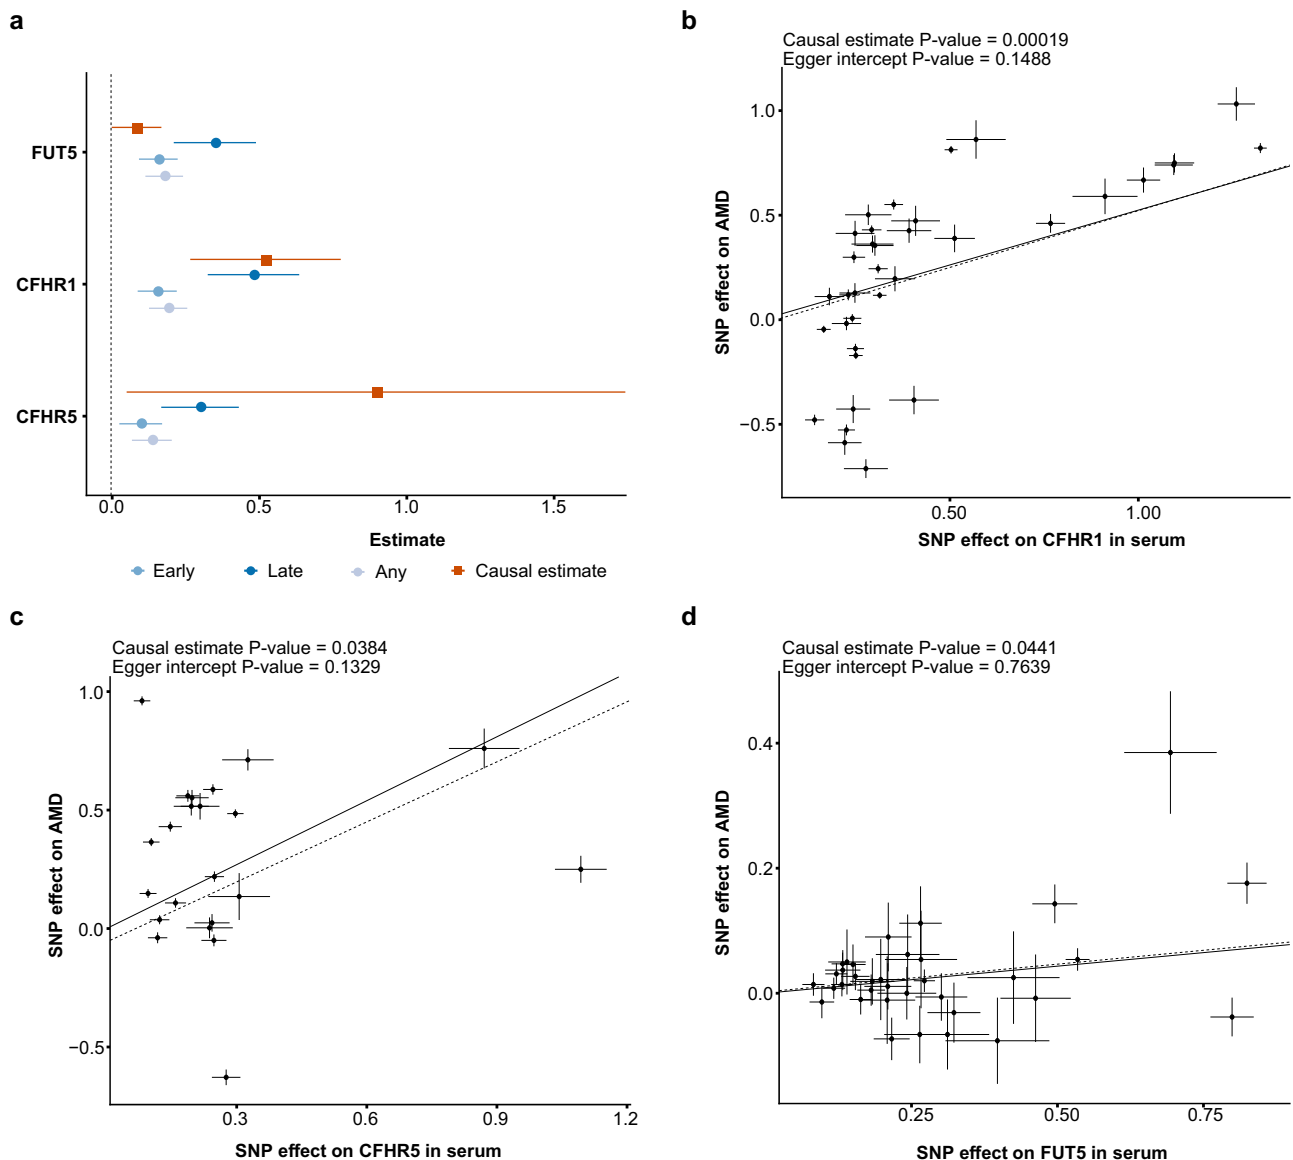 a
FUT5
CFHR1
CFHR5
0.0 0.5 1.0 1.5
Estimate
Early Late Any Causal estimate
b
Causal estimate P-value = 0.00019
Egger intercept P-value = 0.1488
SNP effect on AMD
1.0
0.5
0.0
−0.5
0.50 1.00
SNP effect on CFHR1 in serum
c
Causal estimate P-value = 0.0384
Egger intercept P-value = 0.1329
SNP effect on AMD
1.0
0.5
0.0
−0.5
0.3 0.6 0.9 1.2
SNP effect on CFHR5 in serum
d
Causal estimate P-value = 0.0441
Egger intercept P-value = 0.7639
SNP effect on AMD
0.4
0.2
0.0
0.25 0.50 0.75
SNP effect on FUT5 in serum